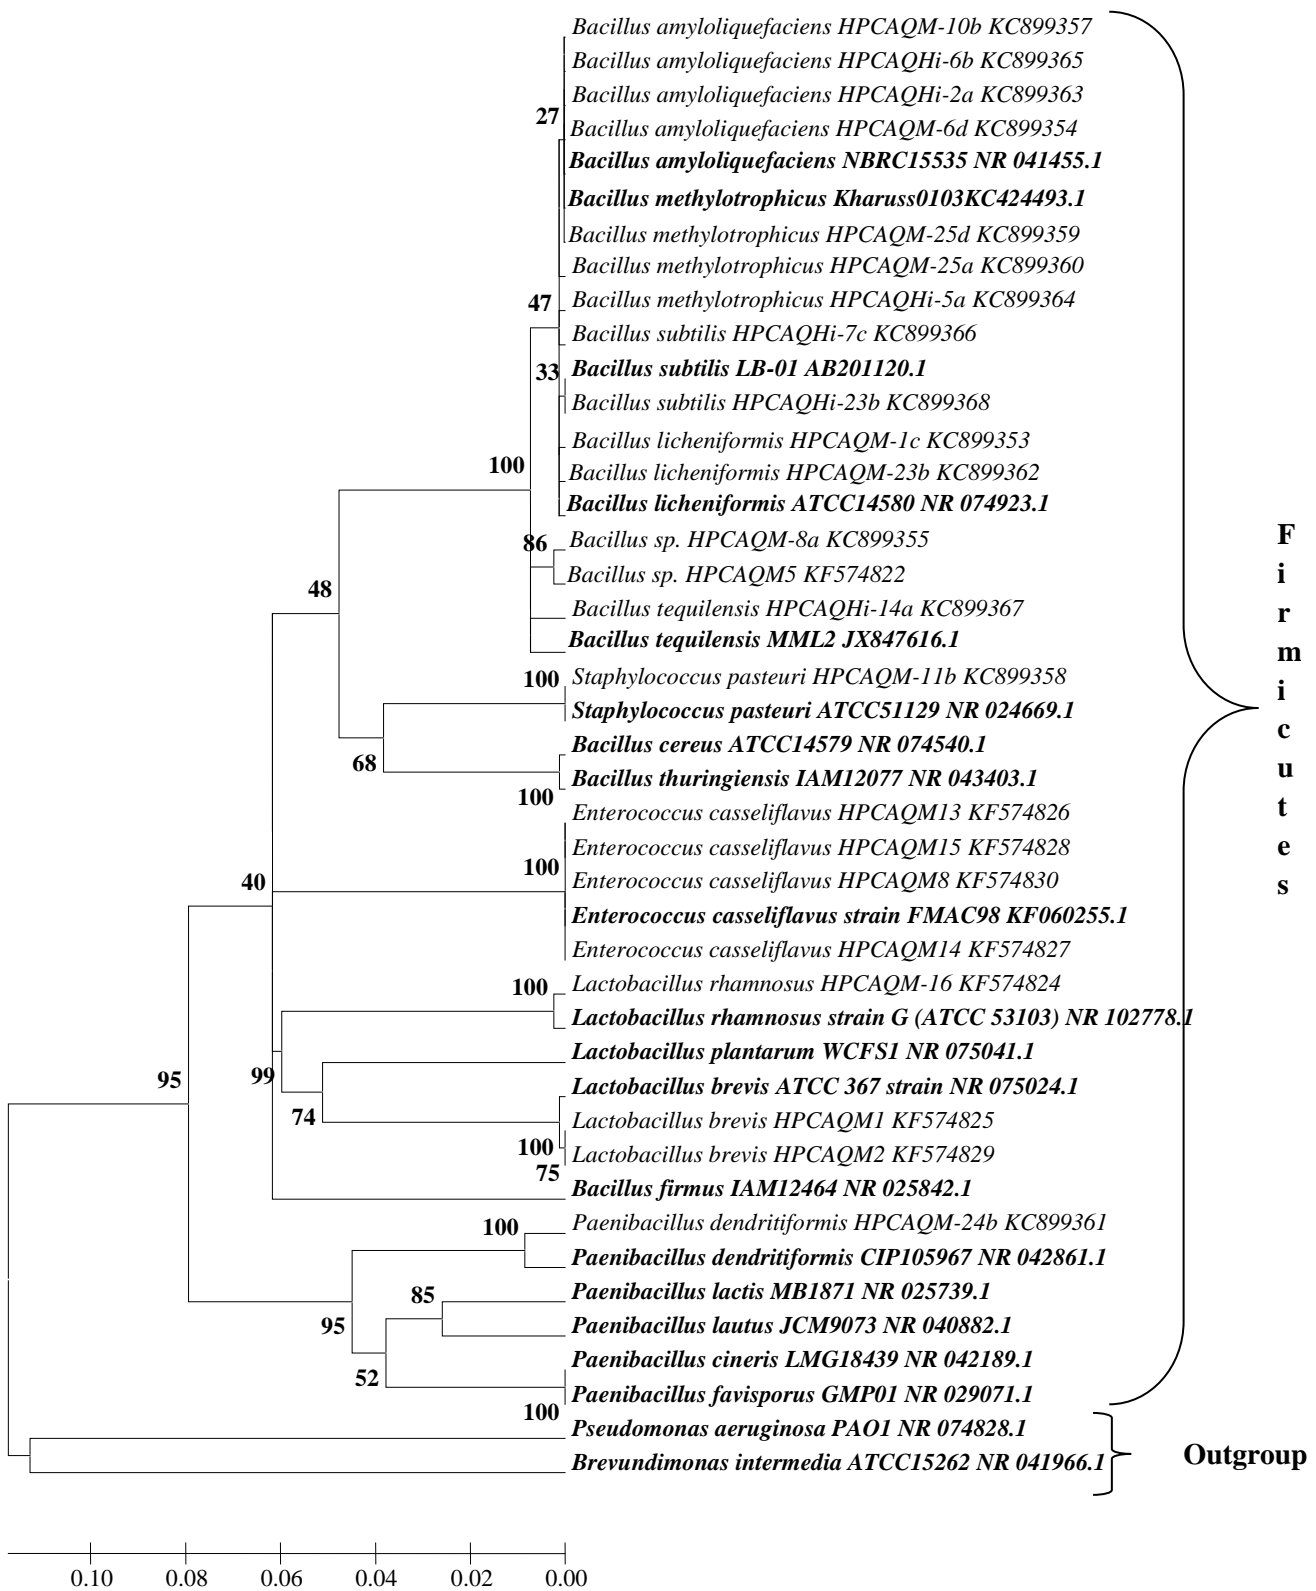 Bacillus amyloliquefaciens HPCAQM-10b KC899357
Bacillus amyloliquefaciens HPCAQHi-6b KC899365
Bacillus amyloliquefaciens HPCAQHi-2a KC899363
27
Bacillus amyloliquefaciens HPCAQM-6d KC899354
Bacillus amyloliquefaciens NBRC15535 NR 041455.1
Bacillus methylotrophicus Kharuss0103KC424493.1
Bacillus methylotrophicus HPCAQM-25d KC899359
Bacillus methylotrophicus HPCAQM-25a KC899360
47
Bacillus methylotrophicus HPCAQHi-5a KC899364
Bacillus subtilis HPCAQHi-7c KC899366
33
Bacillus subtilis LB-01 AB201120.1
Bacillus subtilis HPCAQHi-23b KC899368
Bacillus licheniformis HPCAQM-1c KC899353
100
Bacillus licheniformis HPCAQM-23b KC899362
Bacillus licheniformis ATCC14580 NR 074923.1
86
Bacillus sp. HPCAQM-8a KC899355
Bacillus sp. HPCAQM5 KF574822
48
Bacillus tequilensis HPCAQHi-14a KC899367
Bacillus tequilensis MML2 JX847616.1
100
Staphylococcus pasteuri HPCAQM-11b KC899358
Staphylococcus pasteuri ATCC51129 NR 024669.1
Bacillus cereus ATCC14579 NR 074540.1
68
Bacillus thuringiensis IAM12077 NR 043403.1
100
Enterococcus casseliflavus HPCAQM13 KF574826
Enterococcus casseliflavus HPCAQM15 KF574828
100
40
Enterococcus casseliflavus HPCAQM8 KF574830
Enterococcus casseliflavus strain FMAC98 KF060255.1
Enterococcus casseliflavus HPCAQM14 KF574827
100
Lactobacillus rhamnosus HPCAQM-16 KF574824
Lactobacillus rhamnosus strain G (ATCC 53103) NR 102778.1
Lactobacillus plantarum WCFS1 NR 075041.1
95
99
Lactobacillus brevis ATCC 367 strain NR 075024.1
74
Lactobacillus brevis HPCAQM1 KF574825
100
Lactobacillus brevis HPCAQM2 KF574829
75
Bacillus firmus IAM12464 NR 025842.1
100
Paenibacillus dendritiformis HPCAQM-24b KC899361
Paenibacillus dendritiformis CIP105967 NR 042861.1
85
Paenibacillus lactis MB1871 NR 025739.1
95
Paenibacillus lautus JCM9073 NR 040882.1
Paenibacillus cineris LMG18439 NR 042189.1
52
Paenibacillus favisporus GMP01 NR 029071.1
100
Pseudomonas aeruginosa PAO1 NR 074828.1
Brevundimonas intermedia ATCC15262 NR 041966.1
Firmicutes
Outgroup
0.10 0.08 0.06 0.04 0.02 0.00